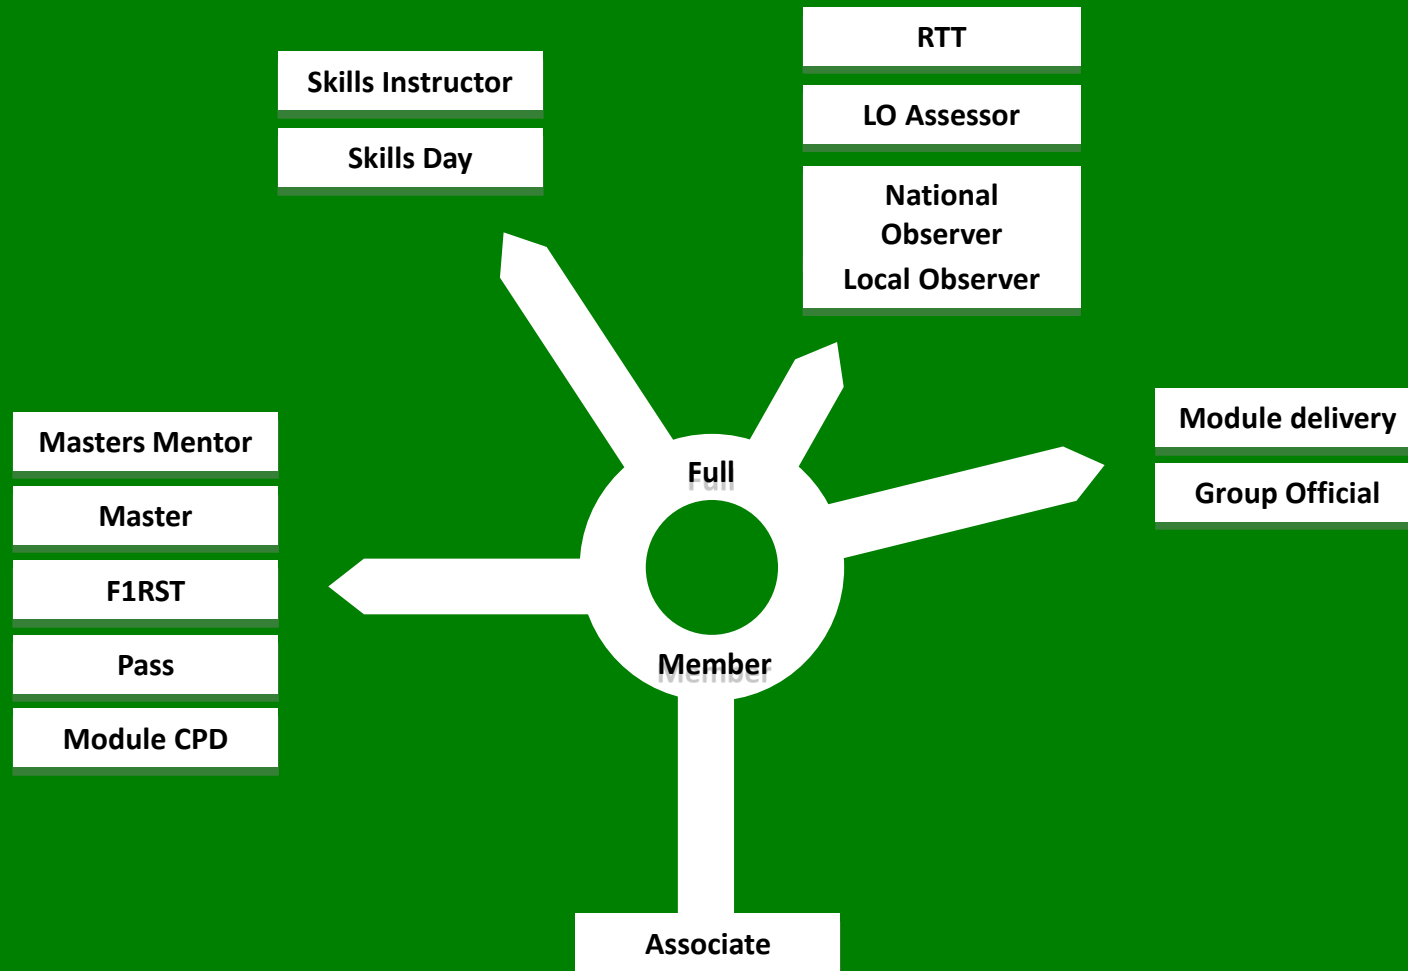 RTT
LO Assessor
National
Observer
Local Observer
Skills Instructor
Skills Day
Module delivery
Group Official
Masters Mentor
Master
F1RST
Pass
Module CPD
Full
Member
Associate